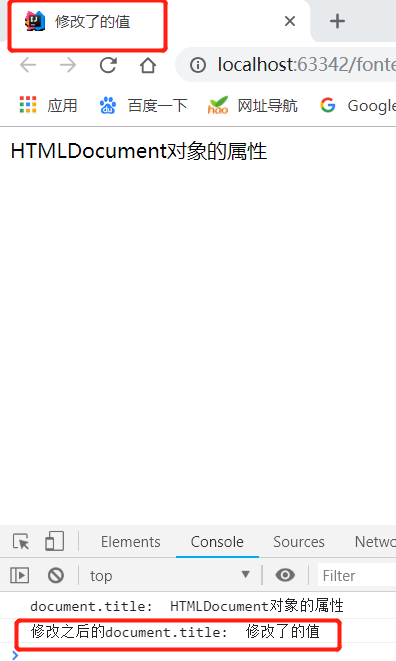 修改了的值
localhost:63342/fonte
应用 百度一下 网址导航 Google
HTMLDocument对象的属性
Elements Console Sources Netwo
top Filter
document.title: HTMLDocument对象的属性
修改之后的document.title: 修改了的值